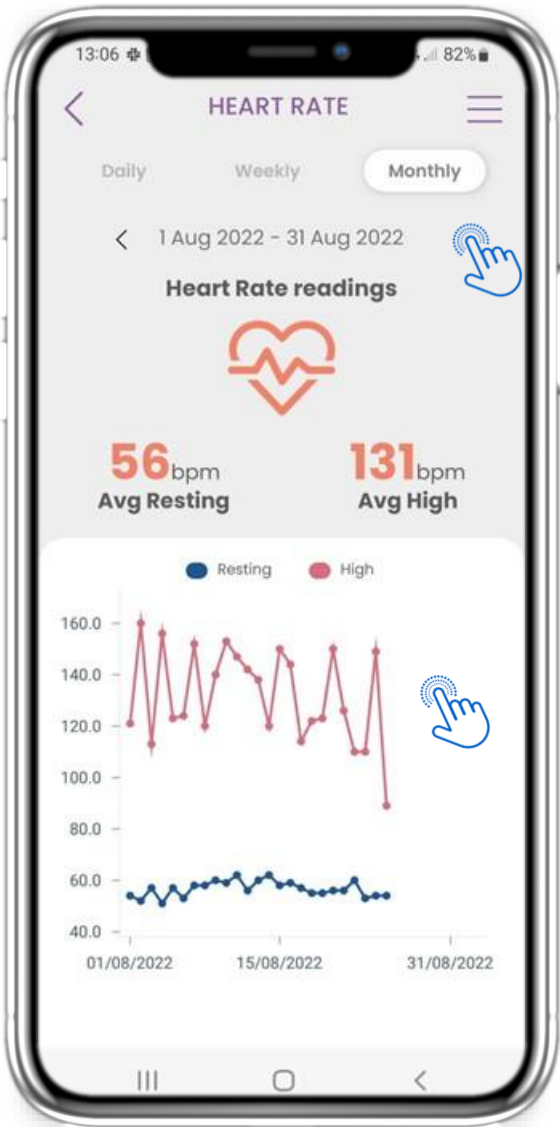 13:06 82%
HEART RATE
Daily Weekly Monthly
1 Aug 2022 - 31 Aug 2022
Heart Rate readings
56bpm 131bpm
Avg Resting Avg High
Resting High
160.0
140.0
120.0
100.0
80.0
60.0
40.0
01/08/2022 15/08/2022 31/08/2022